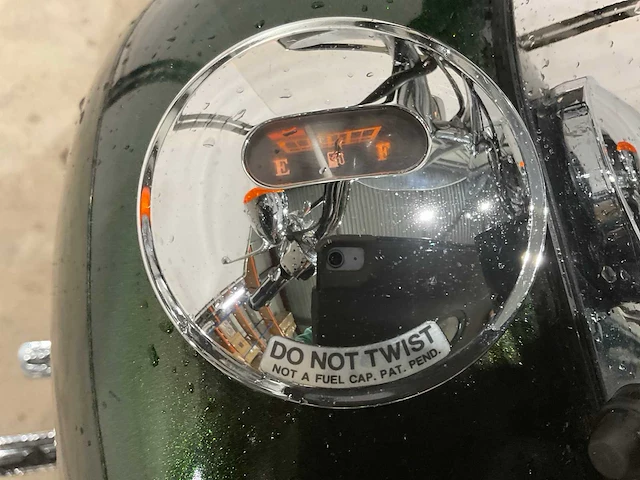 E F
DO NOT TWIST
NOT A FUEL CAP. PAT. PEND.